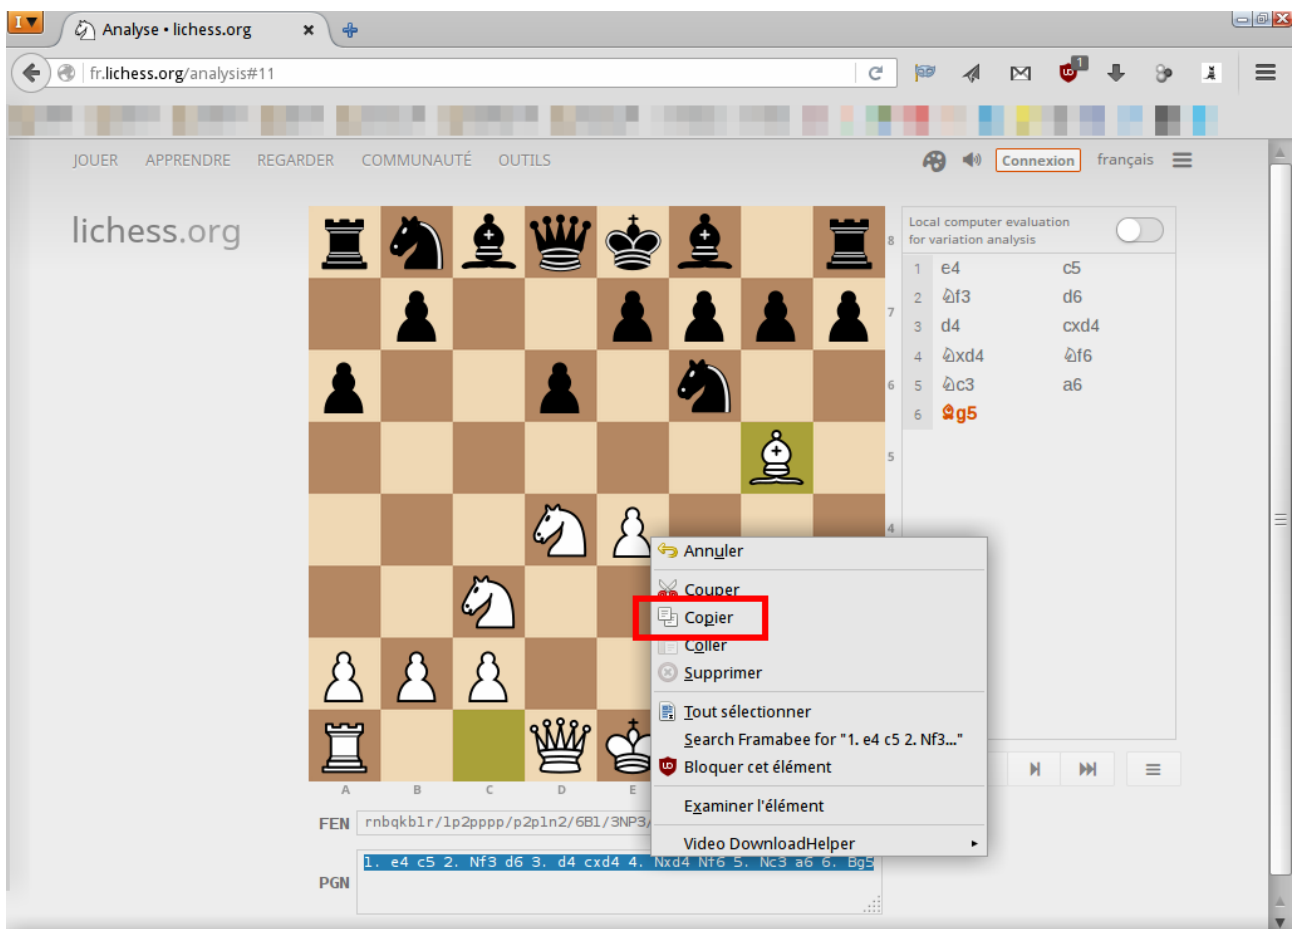 Analyse • lichess.org
fr.lichess.org/analysis#11
1
JOUER APPRENDRE REGARDER COMMUNAUTÉ OUTILS
Connexion français
lichess.org
8
7
6
5
4
Local computer evaluation
for variation analysis
1 e4 c5
2 ♘f3 d6
3 d4 cxd4
4 ♘xd4 ♘f6
5 ♘c3 a6
6 ♗g5
Annuler
Couper
Copier
Coller
Supprimer
Tout sélectionner
Search Framabee for "1. e4 c5 2. Nf3..."
Bloquer cet élément
Examiner l'élément
Video DownloadHelper
A B C D E
FEN rnbqkb1r/1p2pppp/p2p1n2/6B1/3NP3/
PGN 1. e4 c5 2. Nf3 d6 3. d4 cxd4 4. Nxd4 Nf6 5. Nc3 a6 6. Bg5